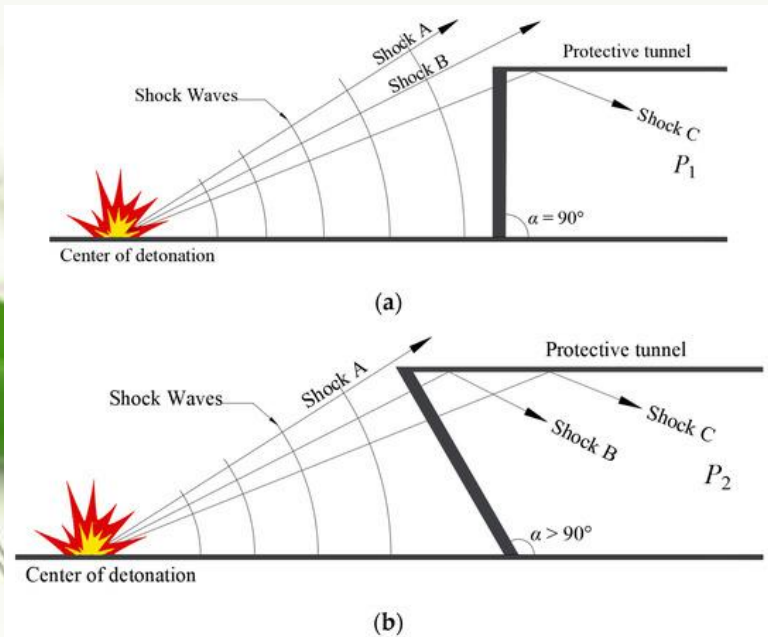 Shock A
Protective tunnel
Shock B
Shock Waves
Shock C
P₁
α = 90°
Center of detonation
(a)
Protective tunnel
Shock A
Shock Waves
Shock C
Shock B
P₂
α > 90°
Center of detonation
(b)